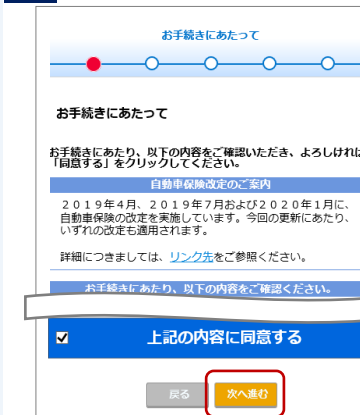 お手続きにあたって
お手続きにあたって
お手続きにあたり、以下の内容をご確認いただき、よろしければ
「同意する」をクリックしてください。
自動車保険改定のご案内
２０１９年４月、２０１９年７月および２０２０年１月に、
自動車保険の改定を実施しています。今回の更新にあたり、
いずれの改定も適用されます。
詳細につきましては、リンク先をご参照ください。
お手続きにあたり、以下の内容をご確認ください。
上記の内容に同意する
戻る
次へ進む